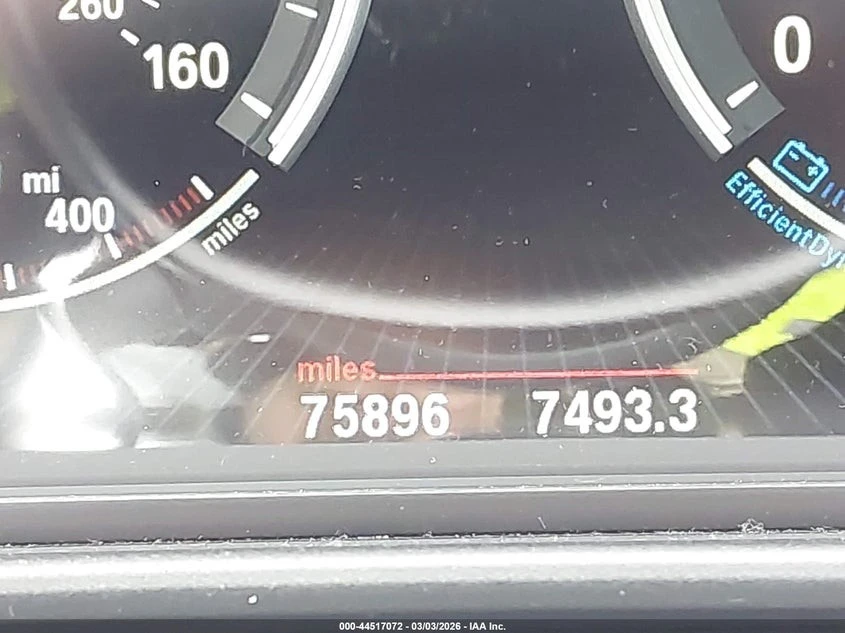 260
160
0
mi
400
miles
EfficientDy
miles
75896 7493.3
000-44517072 - 03/03/2026 - IAA Inc.